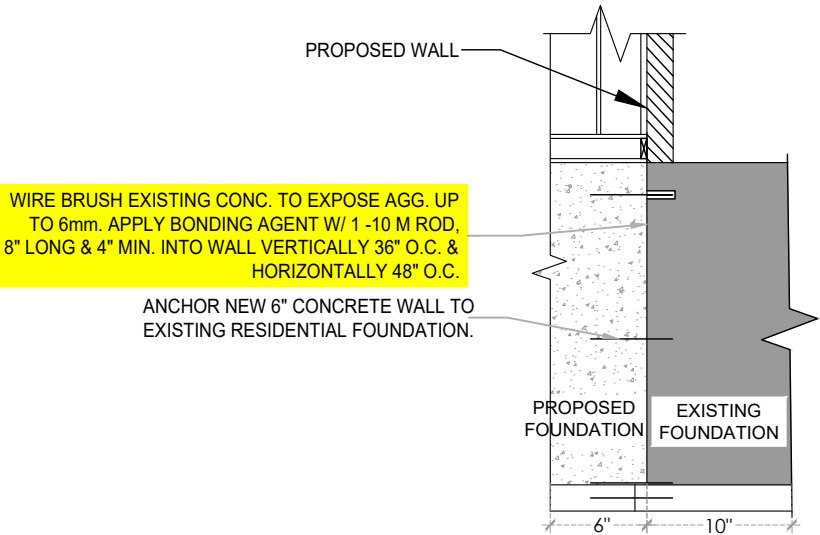 PROPOSED WALL
WIRE BRUSH EXISTING CONC. TO EXPOSE AGG. UP
TO 6mm. APPLY BONDING AGENT W/ 1 -10 M ROD,
8" LONG & 4" MIN. INTO WALL VERTICALLY 36" O.C. &
HORIZONTALLY 48" O.C.
ANCHOR NEW 6" CONCRETE WALL TO
EXISTING RESIDENTIAL FOUNDATION.
PROPOSED
FOUNDATION
EXISTING
FOUNDATION
6"
10"